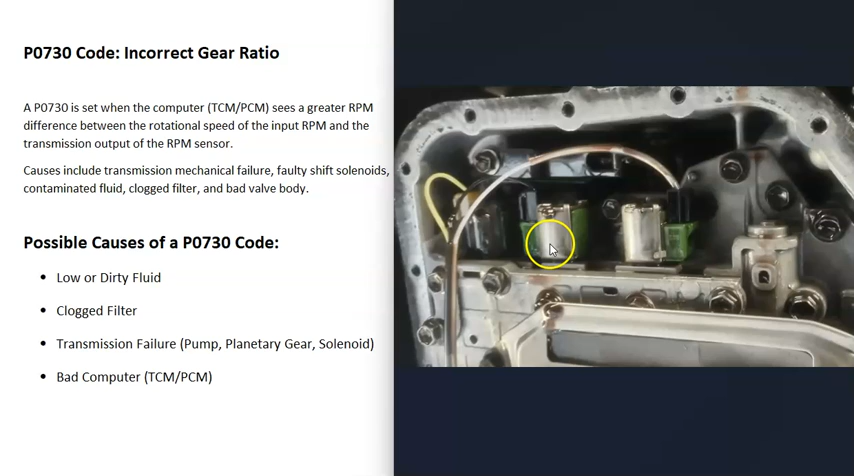 P0730 Code: Incorrect Gear Ratio
A P0730 is set when the computer (TCM/PCM) sees a greater RPM
difference between the rotational speed of the input RPM and the
transmission output of the RPM sensor.
Causes include transmission mechanical failure, faulty shift solenoids,
contaminated fluid, clogged filter, and bad valve body.
Possible Causes of a P0730 Code:
• Low or Dirty Fluid
• Clogged Filter
• Transmission Failure (Pump, Planetary Gear, Solenoid)
• Bad Computer (TCM/PCM)